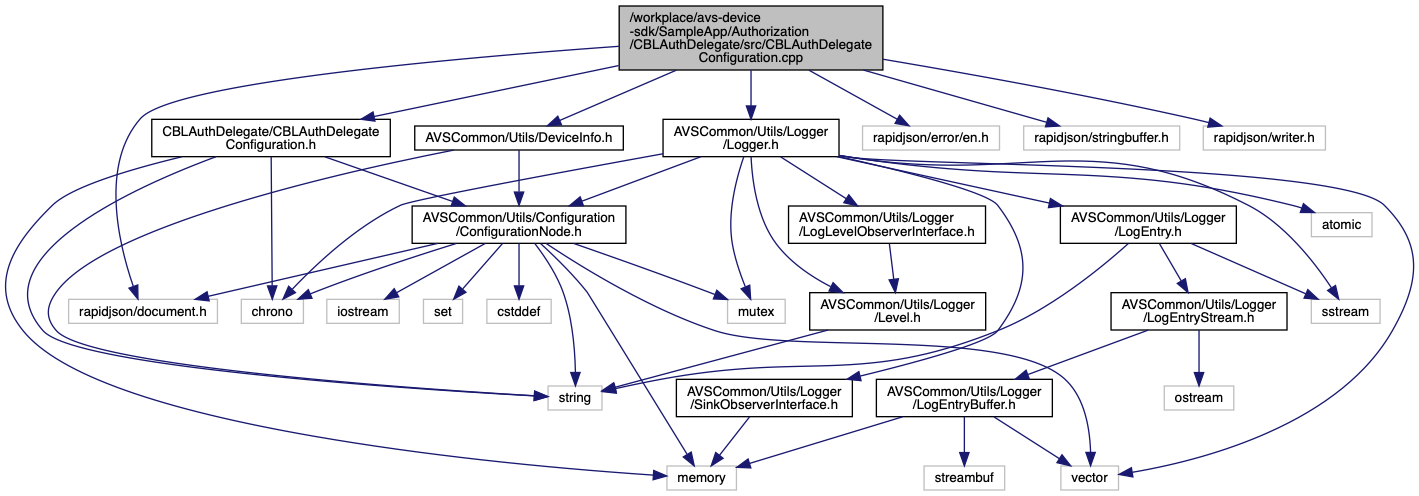 /workplace/avs-device
-sdk/SampleApp/Authorization
/CBLAuthDelegate/src/CBLAuthDelegate
Configuration.cpp
CBLAuthDelegate/CBLAuthDelegate
Configuration.h
AVSCommon/Utils/DeviceInfo.h
AVSCommon/Utils/Logger
/Logger.h
rapidjson/error/en.h
rapidjson/stringbuffer.h
rapidjson/writer.h
AVSCommon/Utils/Configuration
/ConfigurationNode.h
AVSCommon/Utils/Logger
/LogLevelObserverInterface.h
AVSCommon/Utils/Logger
/LogEntry.h
atomic
rapidjson/document.h
chrono
iostream
set
cstddef
mutex
AVSCommon/Utils/Logger
/Level.h
AVSCommon/Utils/Logger
/LogEntryStream.h
sstream
string
AVSCommon/Utils/Logger
/SinkObserverInterface.h
AVSCommon/Utils/Logger
/LogEntryBuffer.h
ostream
memory
streambuf
vector